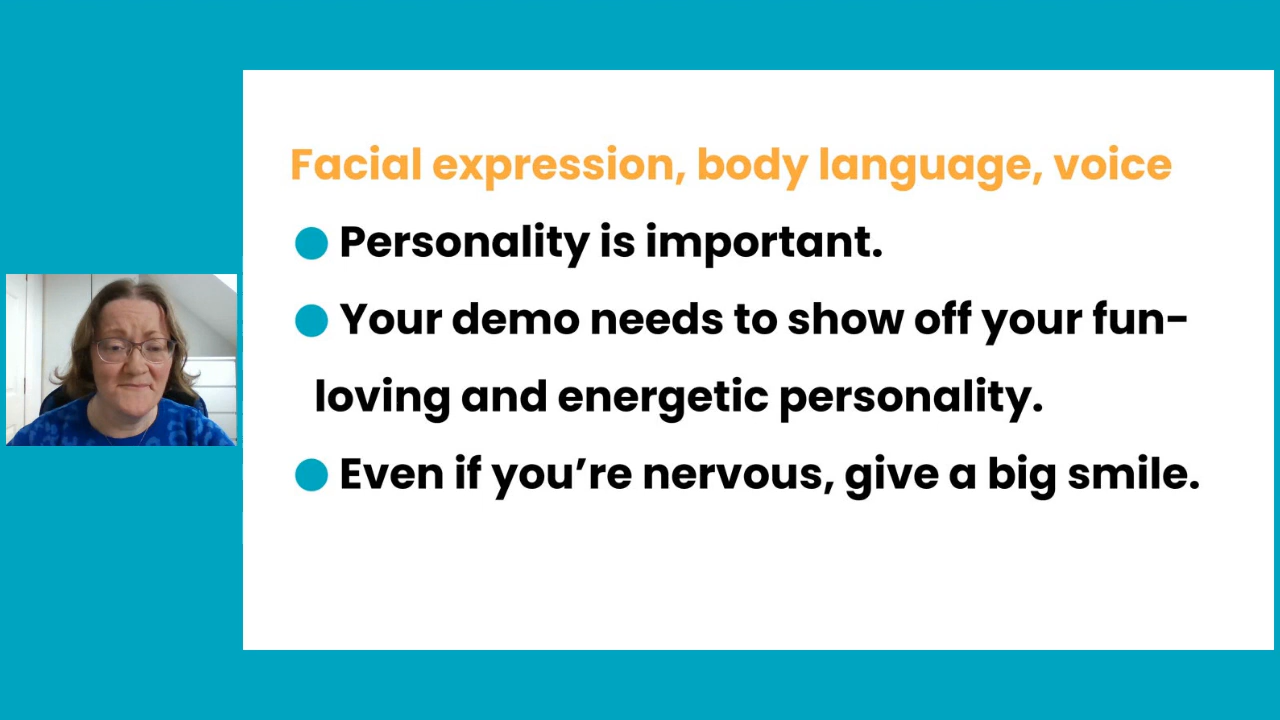 Facial expression, body language, voice
● Personality is important.
● Your demo needs to show off your fun-
loving and energetic personality.
● Even if you’re nervous, give a big smile.